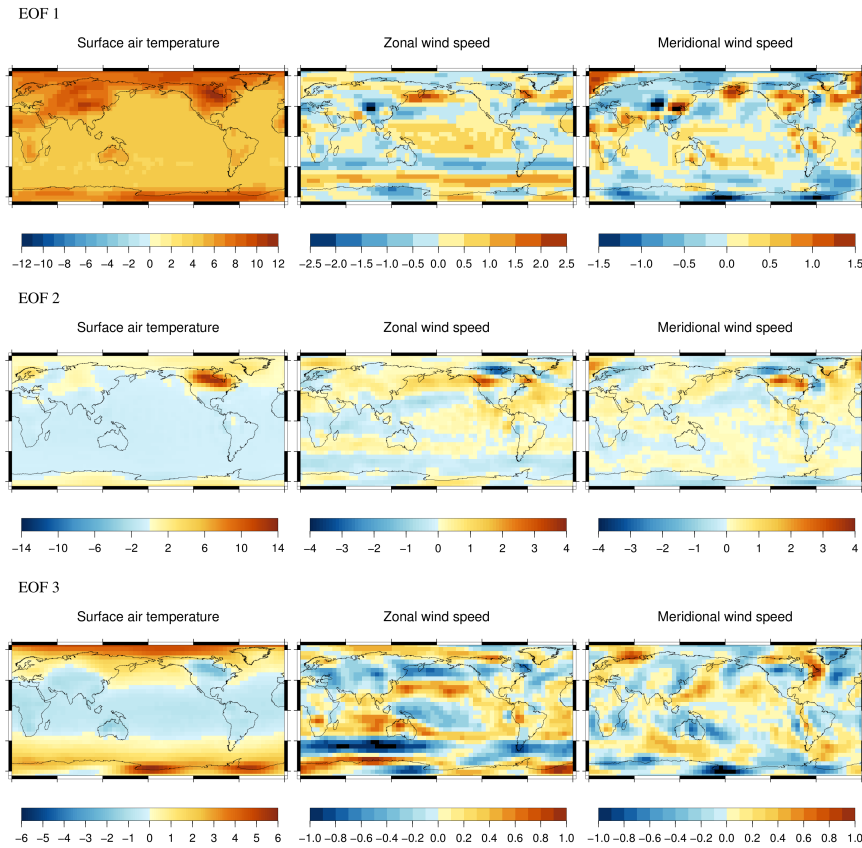 EOF 1
Surface air temperature Zonal wind speed Meridional wind speed
−12 −10 −8 −6 −4 −2 0 2 4 6 8 10 12 −2.5 −2.0 −1.5 −1.0 −0.5 0.0 0.5 1.0 1.5 2.0 2.5 −1.5 −1.0 −0.5 0.0 0.5 1.0 1.5
EOF 2
Surface air temperature Zonal wind speed Meridional wind speed
−14 −10 −6 −2 2 6 10 14 −4 −3 −2 −1 0 1 2 3 4 −4 −3 −2 −1 0 1 2 3 4
EOF 3
Surface air temperature Zonal wind speed Meridional wind speed
−6 −5 −4 −3 −2 −1 0 1 2 3 4 5 6 −1.0 −0.8 −0.6 −0.4 −0.2 0.0 0.2 0.4 0.6 0.8 1.0 −1.0 −0.8 −0.6 −0.4 −0.2 0.0 0.2 0.4 0.6 0.8 1.0